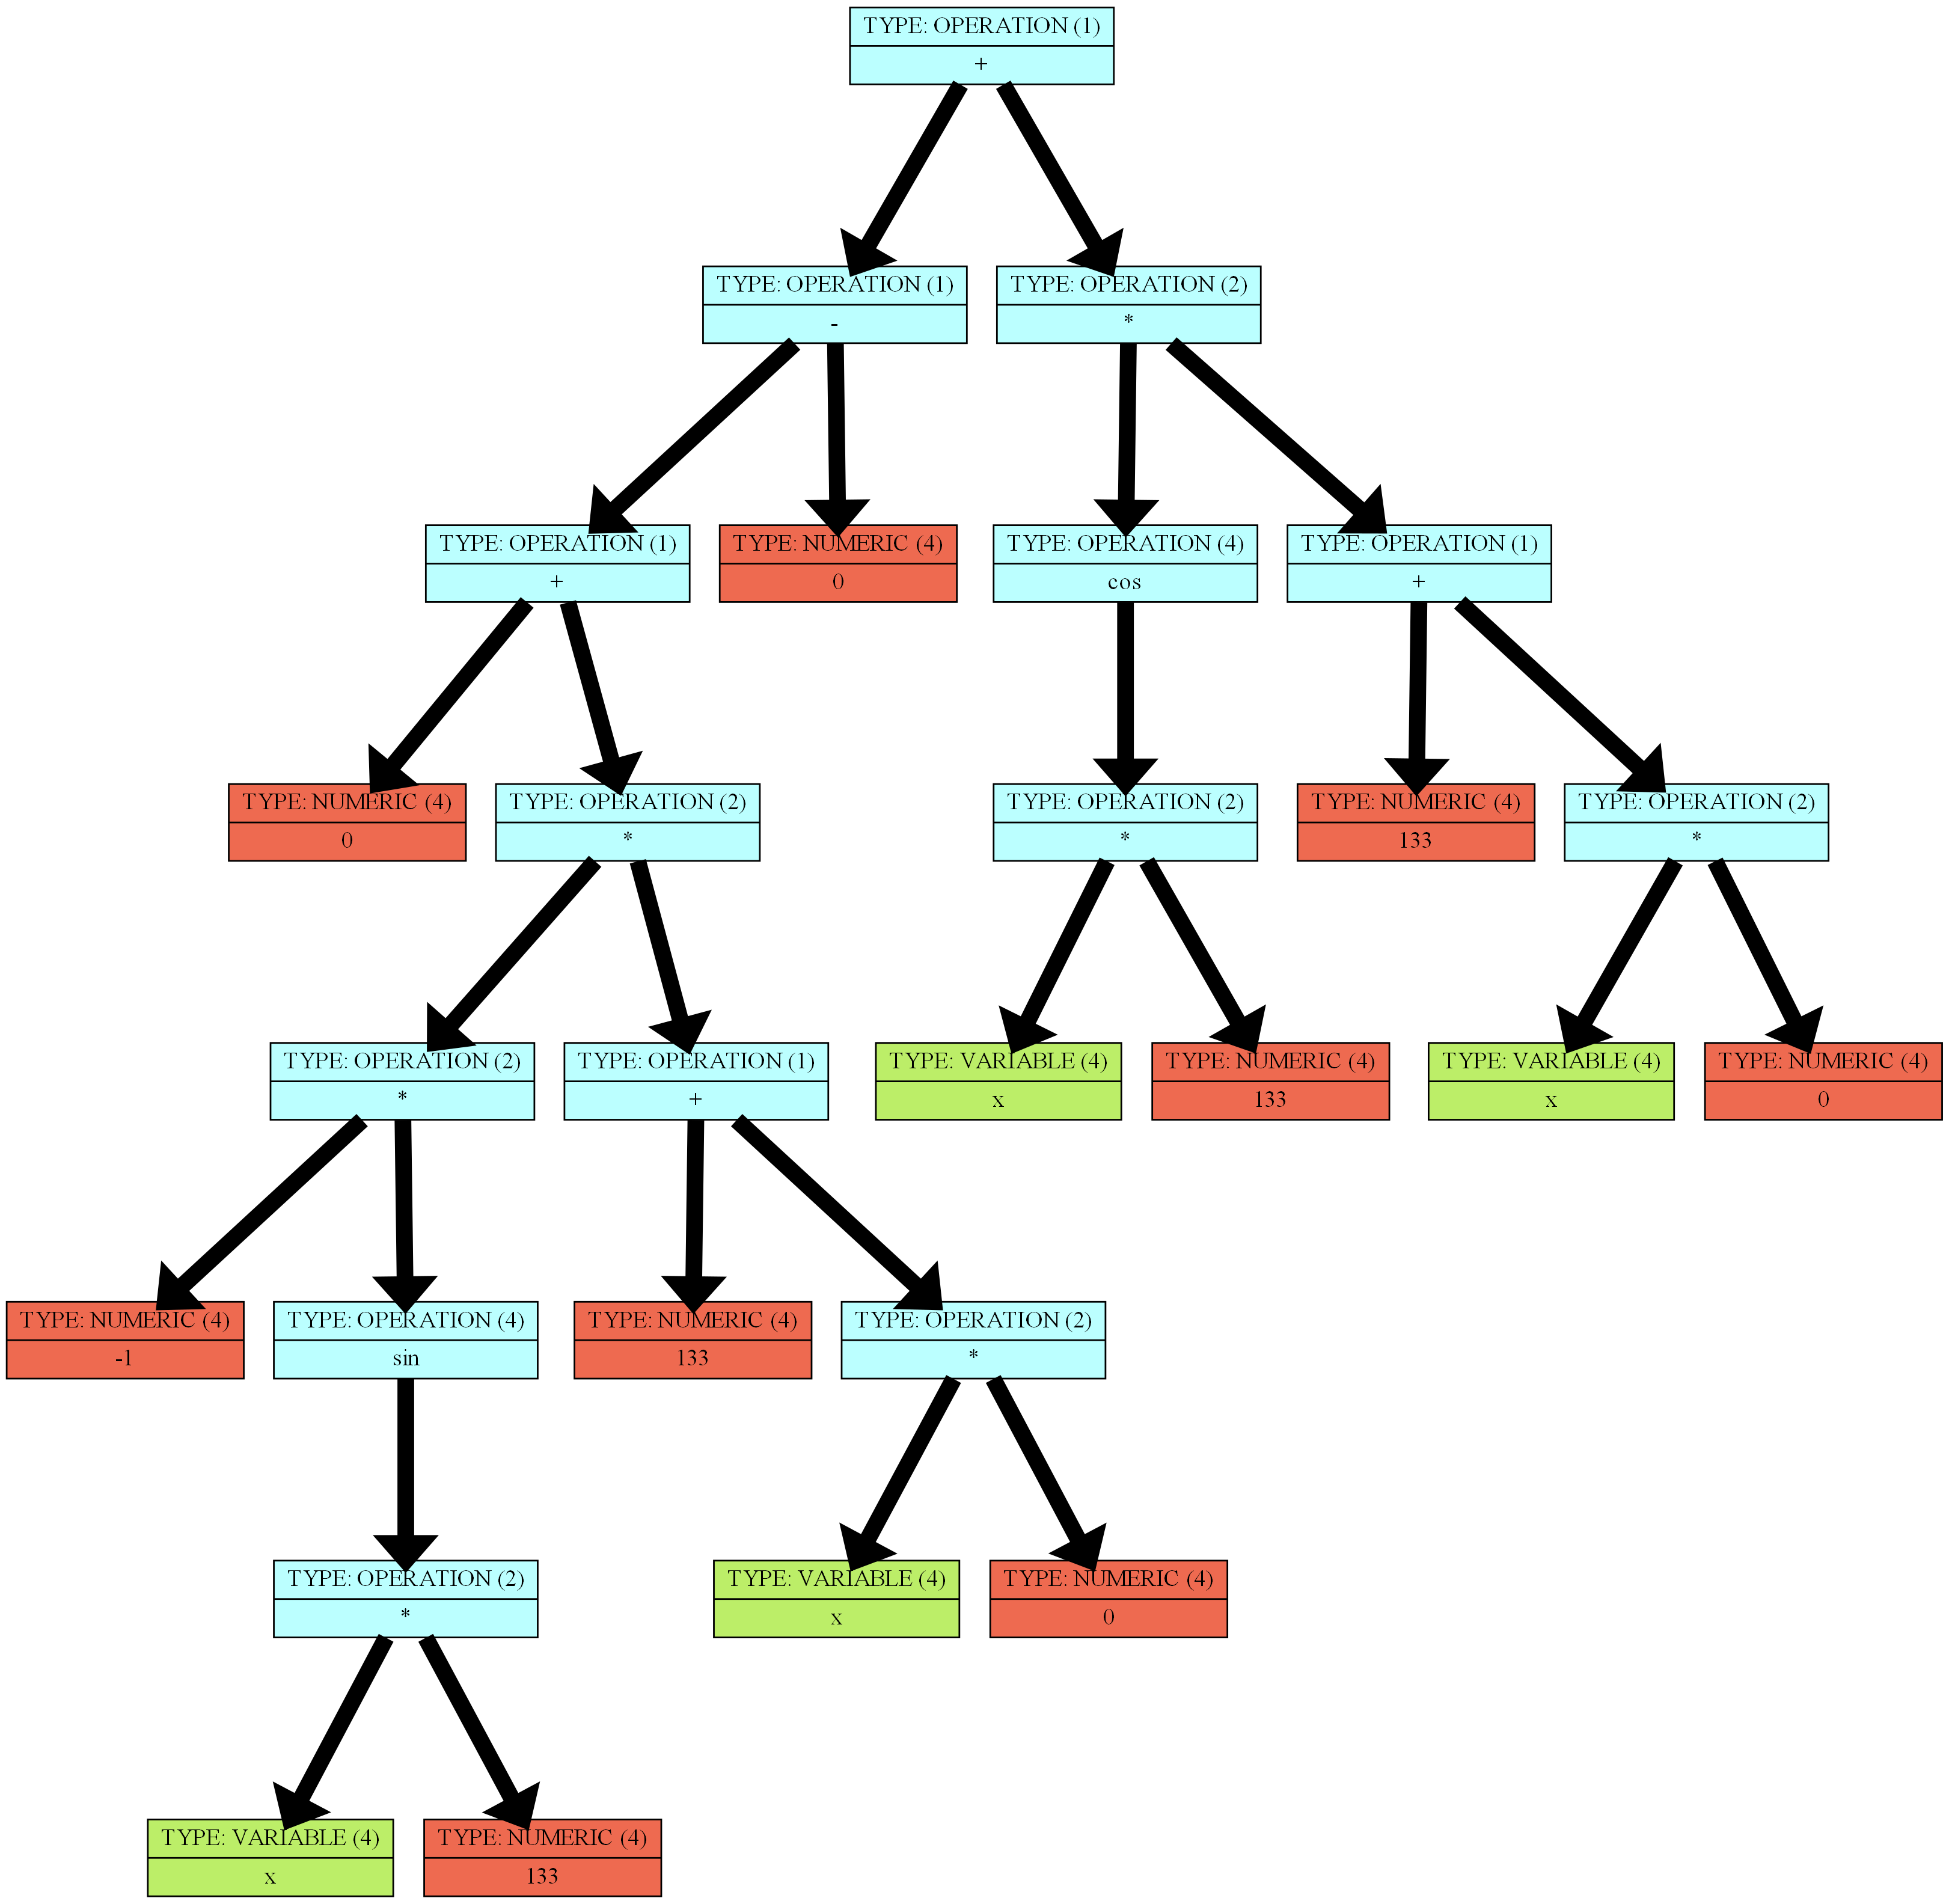 TYPE: OPERATION (1)
+
TYPE: OPERATION (1)
-
TYPE: OPERATION (2)
*
TYPE: OPERATION (1)
+
TYPE: NUMERIC (4)
0
TYPE: OPERATION (4)
cos
TYPE: OPERATION (1)
+
TYPE: NUMERIC (4)
0
TYPE: OPERATION (2)
*
TYPE: OPERATION (2)
*
TYPE: NUMERIC (4)
133
TYPE: OPERATION (2)
*
TYPE: OPERATION (2)
*
TYPE: OPERATION (1)
+
TYPE: VARIABLE (4)
x
TYPE: NUMERIC (4)
133
TYPE: VARIABLE (4)
x
TYPE: NUMERIC (4)
0
TYPE: NUMERIC (4)
-1
TYPE: OPERATION (4)
sin
TYPE: NUMERIC (4)
133
TYPE: OPERATION (2)
*
TYPE: OPERATION (2)
*
TYPE: VARIABLE (4)
x
TYPE: NUMERIC (4)
0
TYPE: VARIABLE (4)
x
TYPE: NUMERIC (4)
133